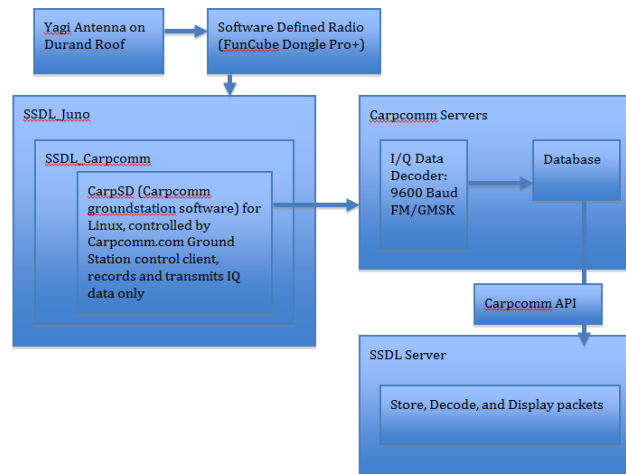 Yagi Antenna on
Durand Roof
Software Defined Radio
(FunCube Dongle Pro+)
SSDL_Juno
SSDL_Carpcomm
CarpSD (Carpcomm
groundstation software) for
Linux, controlled by
Carpcomm.com Ground
Station control client,
records and transmits IQ
data only
Carpcomm Servers
I/Q Data
Decoder:
9600 Baud
FM/GMSK
Database
Carpcomm API
SSDL Server
Store, Decode, and Display packets